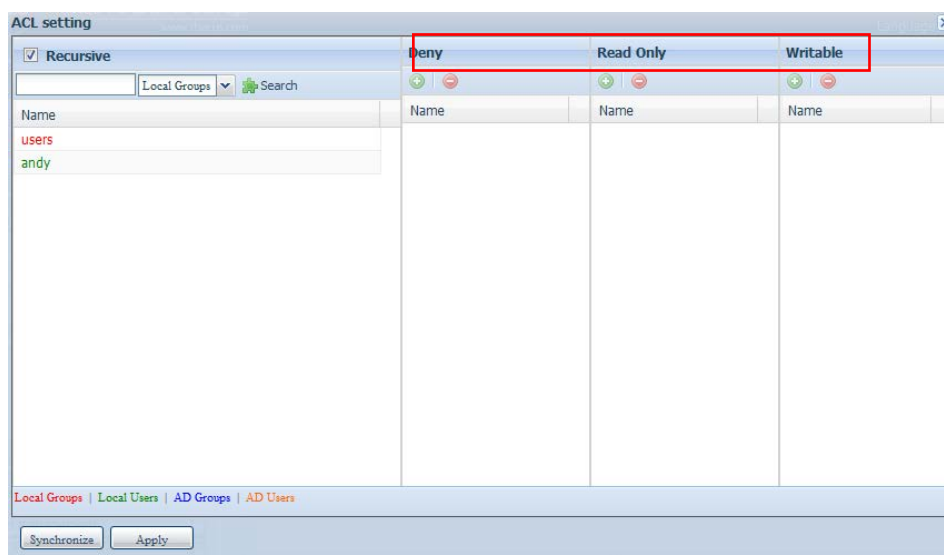 ACL setting
Recursive
Deny
Read Only
Writable
Local Groups
Search
Name
Name
Name
Name
users
andy
Local Groups | Local Users | AD Groups | AD Users
Synchronize
Apply